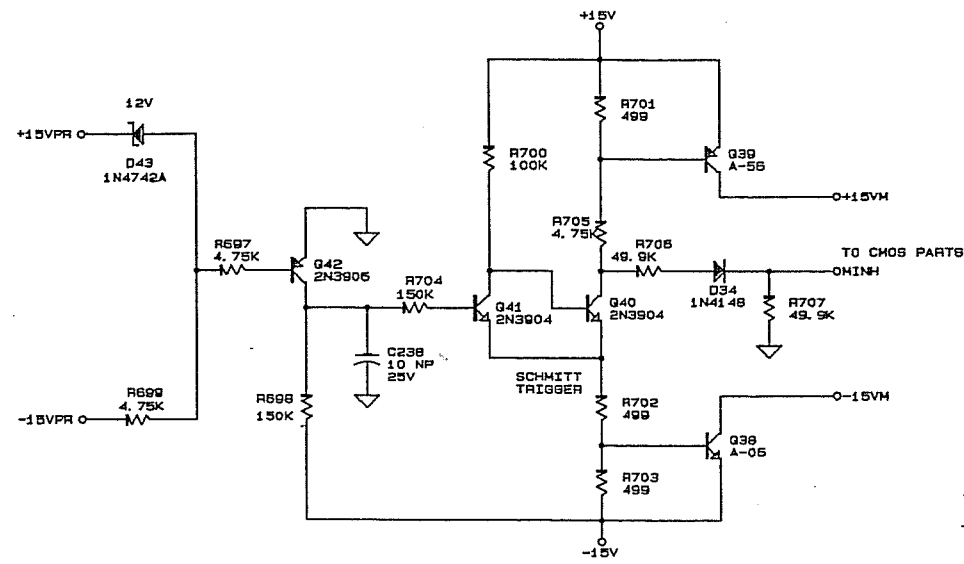 +15V
12V
+15VPR
D43
1N4742A
R701
499
R700
100K
Q39
A-56
+15VM
R705
4.75K
R706
49.9K
TO CMOS PARTS
MINH
D34
1N4148
R707
49.9K
R697
4.75K
Q42
2N3906
R704
150K
Q41
2N3904
Q40
2N3904
C238
10 NP
25V
SCHMITT
TRIGGER
R699
4.75K
-15VPR
R698
150K
R702
499
-15VM
Q38
A-06
R703
499
-15V